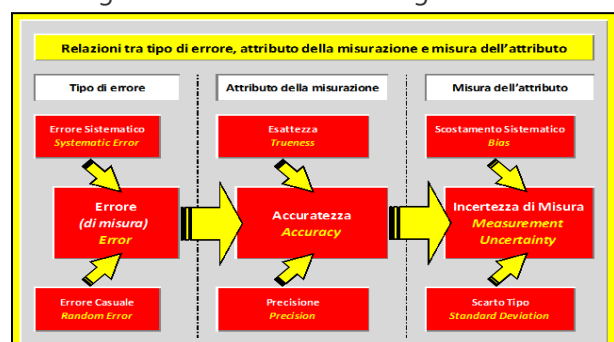 Relazioni tra tipo di errore, attributo della misurazione e misura dell'attributo
Tipo di errore
Attributo della misurazione
Misura dell'attributo
Errore Sistematico
Systematic Error
Esattezza
Trueness
Scostamento Sistematico
Bias
Errore
(di misura)
Error
Accuratezza
Accuracy
Incertezza di Misura
Measurement
Uncertainty
Errore Casuale
Random Error
Precisione
Precision
Scarto Tipo
Standard Deviation